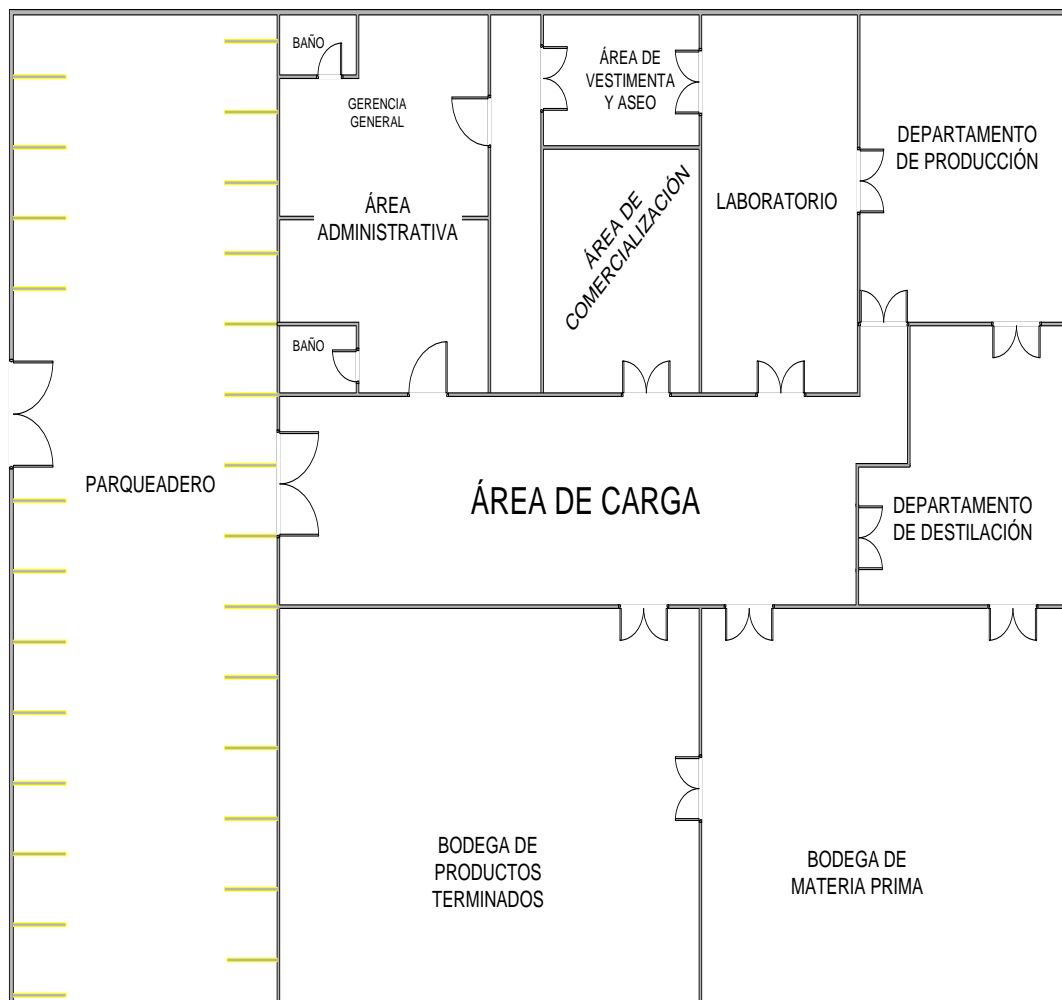 BAÑO
GERENCIA
GENERAL
ÁREA
ADMINISTRATIVA
BAÑO
ÁREA DE
VESTIMENTA
Y ASEO
ÁREA DE
COMERCIALIZACIÓN
LABORATORIO
DEPARTAMENTO
DE PRODUCCIÓN
PARQUEADERO
ÁREA DE CARGA
DEPARTAMENTO
DE DESTILACIÓN
BODEGA DE
PRODUCTOS
TERMINADOS
BODEGA DE
MATERIA PRIMA